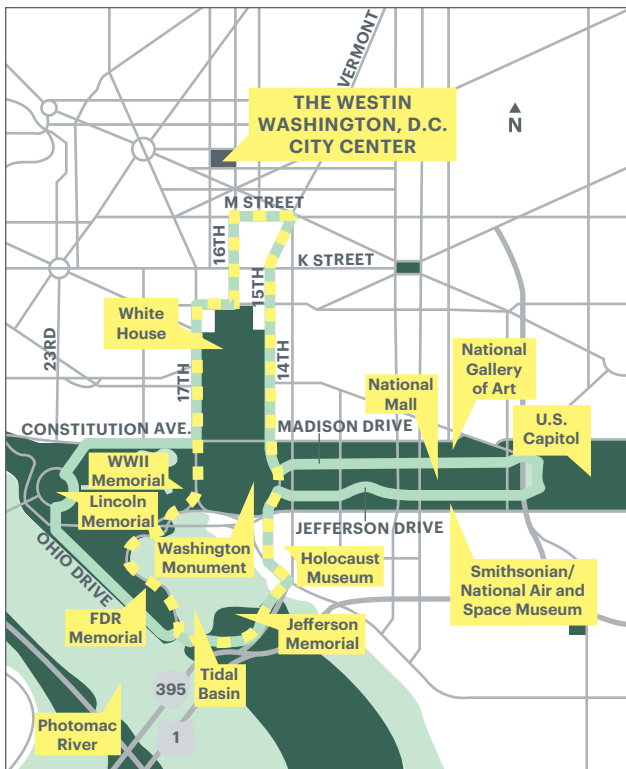 VERMONT
THE WESTIN
WASHINGTON, D.C.
CITY CENTER
N
M STREET
16TH
K STREET
15TH
White
House
23RD
17TH
14TH
National
Gallery
of Art
National
Mall
U.S.
Capitol
CONSTITUTION AVE.
MADISON DRIVE
WWII
Memorial
Lincoln
Memorial
OHIO DRIVE
Washington
Monument
JEFFERSON DRIVE
Holocaust
Museum
Smithsonian/
National Air and
Space Museum
FDR
Memorial
Jefferson
Memorial
Tidal
Basin
395
Photomac
River
1